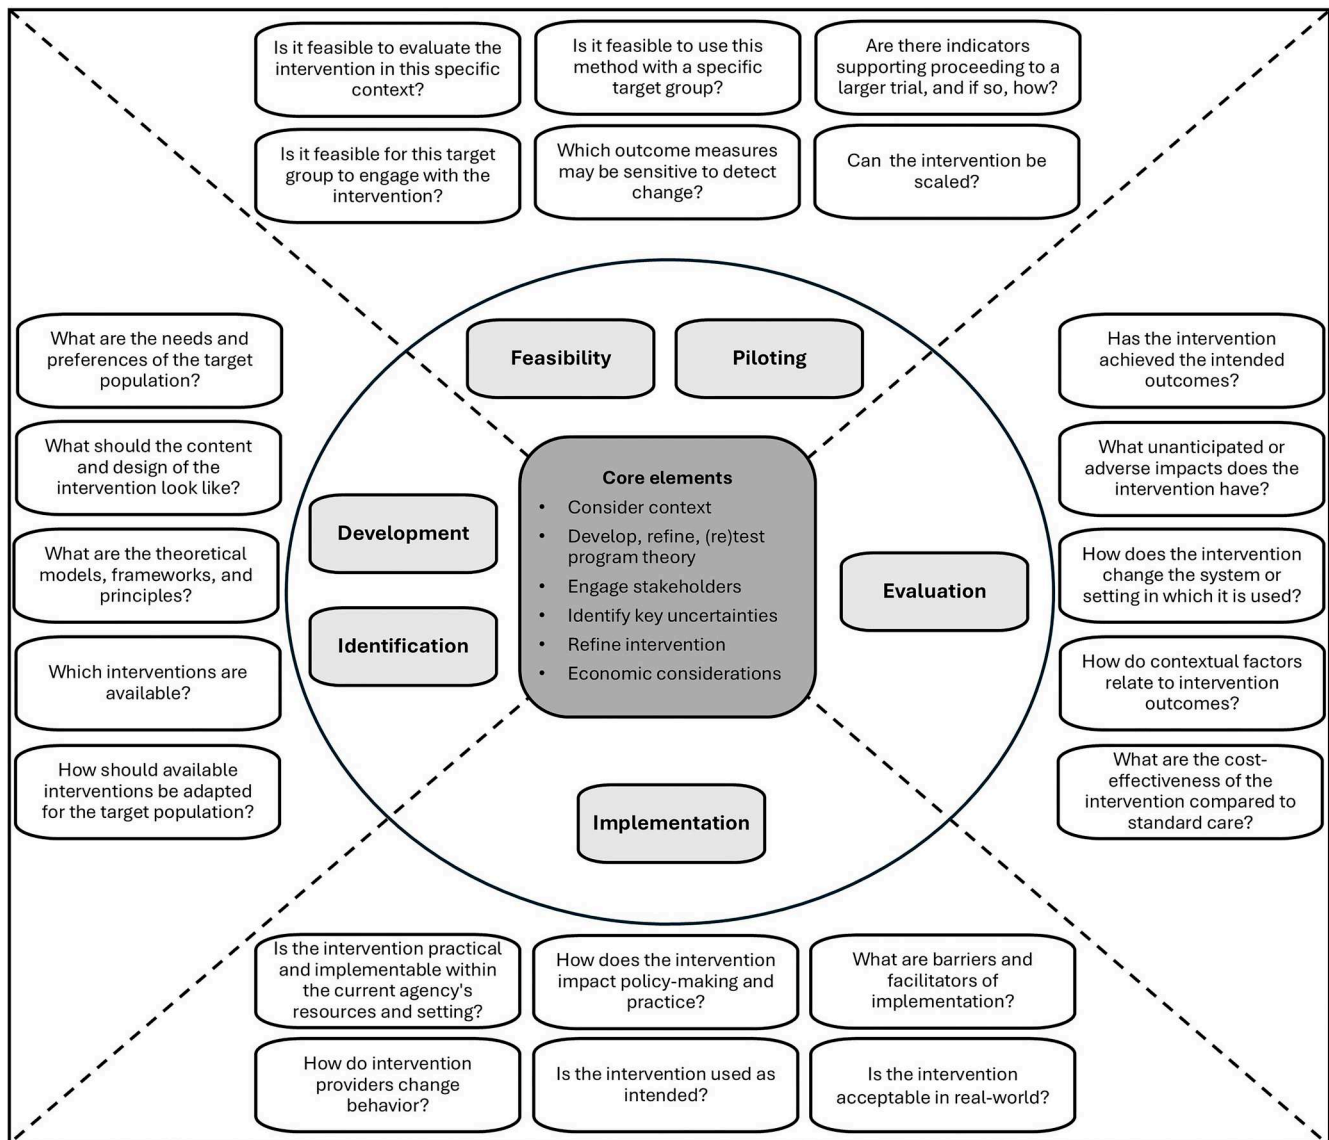 Is it feasible to evaluate the
intervention in this specific
context?
Is it feasible to use this
method with a specific
target group?
Are there indicators
supporting proceeding to a
larger trial, and if so, how?
Is it feasible for this target
group to engage with the
intervention?
Which outcome measures
may be sensitive to detect
change?
Can the intervention be
scaled?
What are the needs and
preferences of the target
population?
What should the content
and design of the
intervention look like?
What are the theoretical
models, frameworks, and
principles?
Which interventions are
available?
How should available
interventions be adapted
for the target population?
Feasibility
Piloting
Development
Identification
Core elements
• Consider context
• Develop, refine, (re)test
program theory
• Engage stakeholders
• Identify key uncertainties
• Refine intervention
• Economic considerations
Evaluation
Implementation
Has the intervention
achieved the intended
outcomes?
What unanticipated or
adverse impacts does the
intervention have?
How does the intervention
change the system or
setting in which it is used?
How do contextual factors
relate to intervention
outcomes?
What are the cost-
effectiveness of the
intervention compared to
standard care?
Is the intervention practical
and implementable within
the current agency's
resources and setting?
How does the intervention
impact policy-making and
practice?
What are barriers and
facilitators of
implementation?
How do intervention
providers change
behavior?
Is the intervention used as
intended?
Is the intervention
acceptable in real-world?